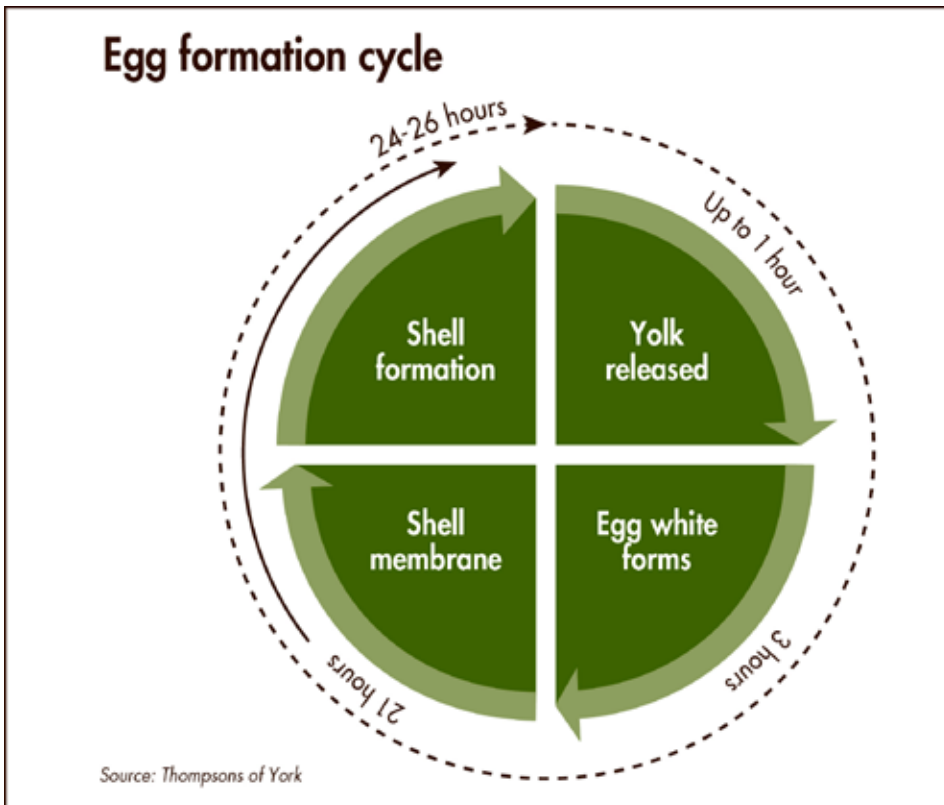 Egg formation cycle
24-26 hours
Up to 1 hour
Shell
formation
Yolk
released
Shell
membrane
Egg white
forms
21 hours
3 hours
Source: Thompsons of York